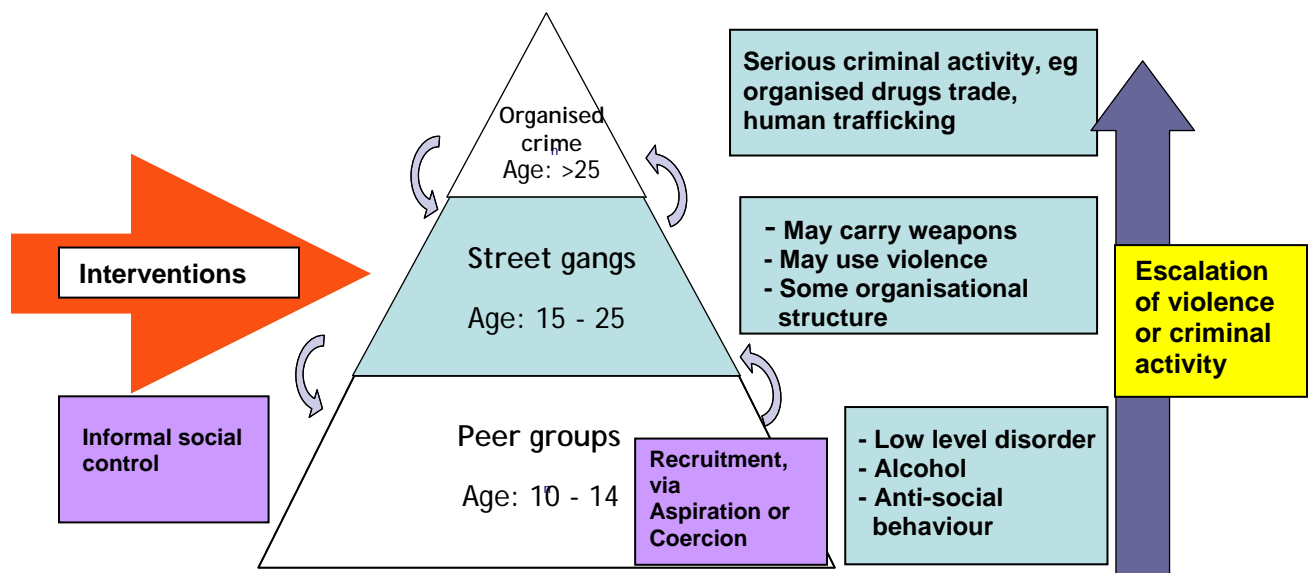 Organised
crime
Age: >25
Serious criminal activity, eg
organised drugs trade,
human trafficking
Interventions
Street gangs
Age: 15 - 25
- May carry weapons
- May use violence
- Some organisational
structure
Escalation
of violence
or criminal
activity
Informal social
control
Peer groups
Age: 10 - 14
Recruitment,
via
Aspiration or
Coercion
- Low level disorder
- Alcohol
- Anti-social
behaviour